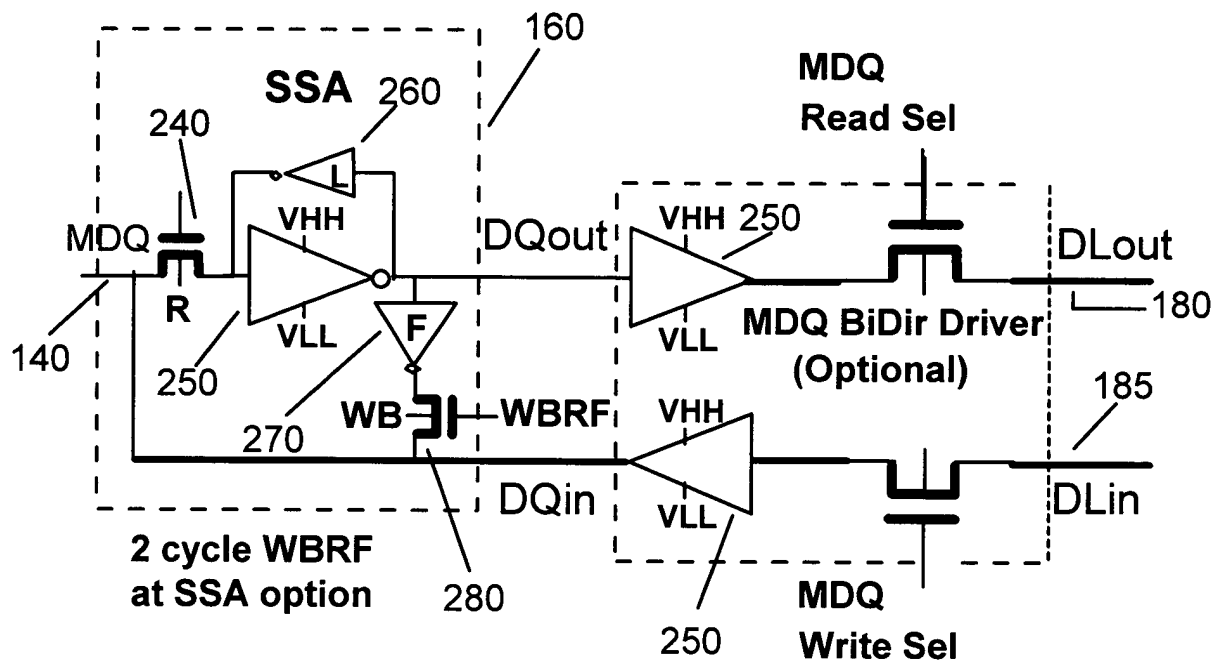 160
MDQ
Read Sel
SSA
260
240
L
VHH
MDQ
DQout
VHH
250
DLout
R
VLL
F
VLL
MDQ BiDir Driver
(Optional)
180
140
250
WB
WBRF
VHH
185
270
DQin
VLL
DLin
2 cycle WBRF
at SSA option
280
250
MDQ
Write Sel